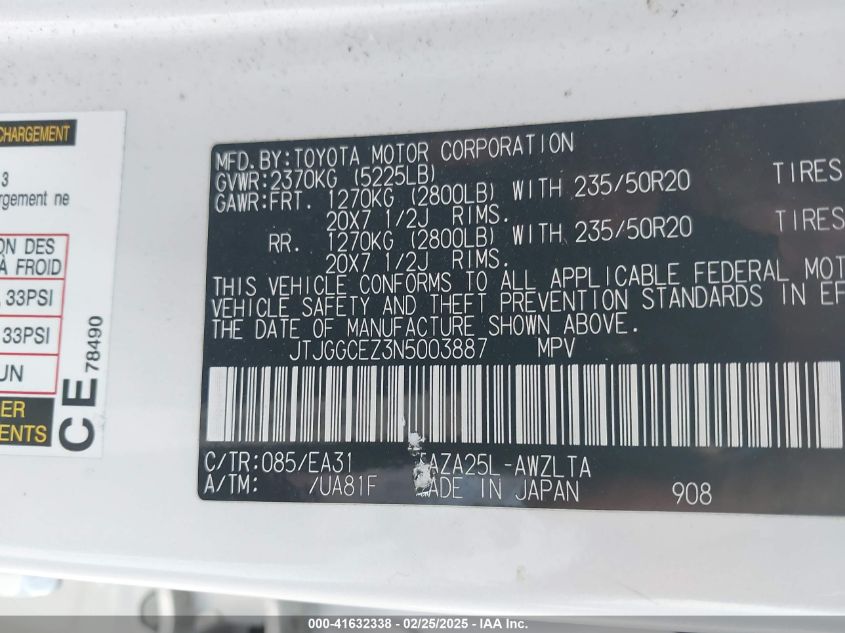 CHARGEMENT
3
rgement ne
ON DES
À FROID
33PSI
33PSI
UN
ER
ENTS
CE 78490
MFD. BY: TOYOTA MOTOR CORPORATION
GVWR: 2370KG (5225LB)
GAWR: FRT. 1270KG (2800LB) WITH 235/50R20 TIRES
20X7 1/2J RIMS.
RR. 1270KG (2800LB) WITH 235/50R20 TIRES
20X7 1/2J RIMS.
THIS VEHICLE CONFORMS TO ALL APPLICABLE FEDERAL MOT
VEHICLE SAFETY AND THEFT PREVENTION STANDARDS IN EF
THE DATE OF MANUFACTURE SHOWN ABOVE.
JTJGGCEZ3N5003887 MPV
C/TR: 085/EA31 AZA25L-AWZLTA
A/TM: /UA81F MADE IN JAPAN 908
000-41632338 - 02/25/2025 - IAA Inc.